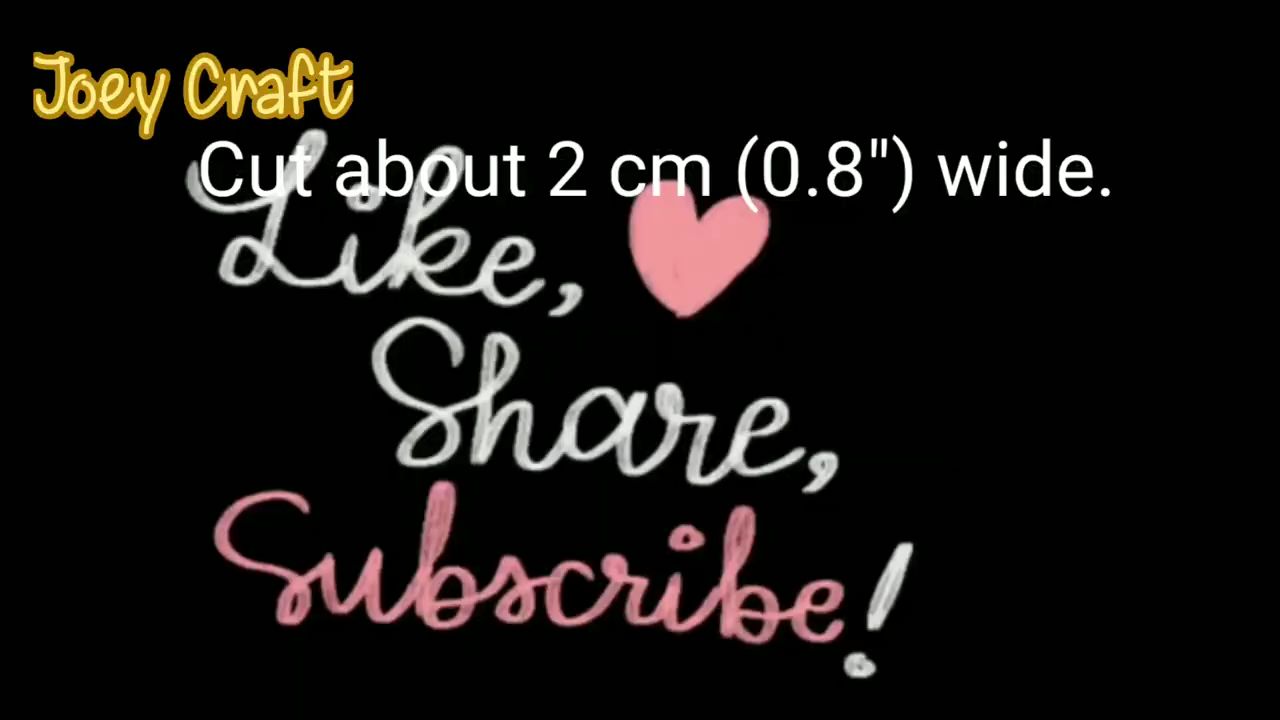 Joey Craft
Cut about 2 cm (0.8") wide.
Like,
Share,
Subscribe!